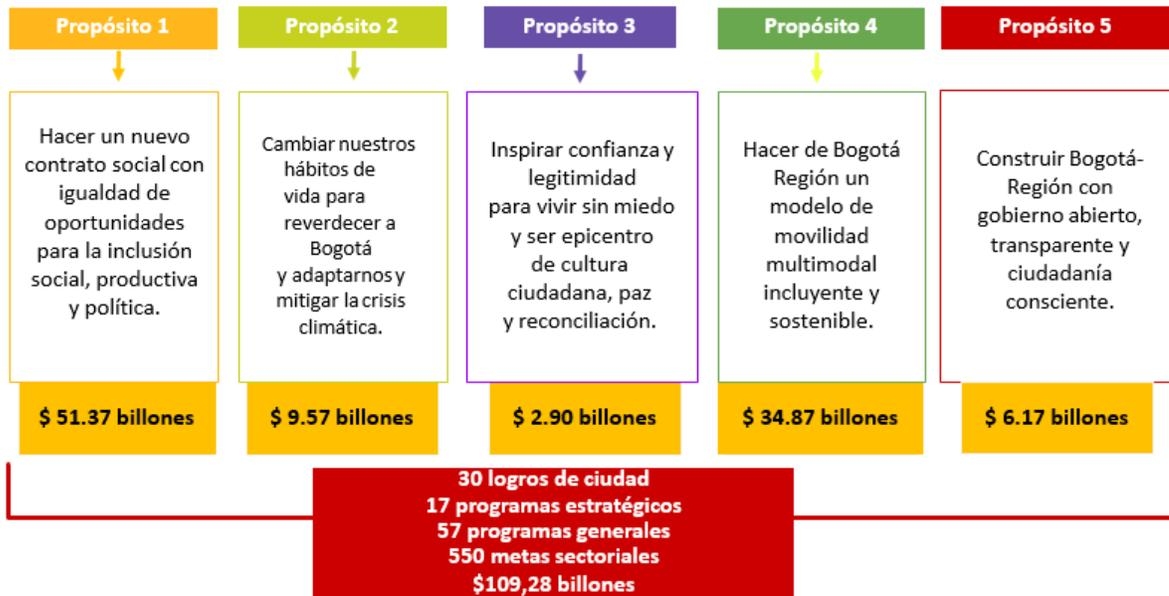 Propósito 1
Propósito 2
Propósito 3
Propósito 4
Propósito 5
Hacer un nuevo
contrato social con
igualdad de
oportunidades
para la inclusión
social, productiva
y política.
Cambiar nuestros
hábitos de
vida para
reverdecer a
Bogotá
y adaptarnos y
mitigar la crisis
climática.
Inspirar confianza y
legitimidad
para vivir sin miedo
y ser epicentro
de cultura
ciudadana, paz
y reconciliación.
Hacer de Bogotá
Región un
modelo de
movilidad
multimodal
incluyente y
sostenible.
Construir Bogotá-
Región con
gobierno abierto,
transparente y
ciudadanía
consciente.
$ 51.37 billones
$ 9.57 billones
$ 2.90 billones
$ 34.87 billones
$ 6.17 billones
30 logros de ciudad
17 programas estratégicos
57 programas generales
550 metas sectoriales
$109,28 billones